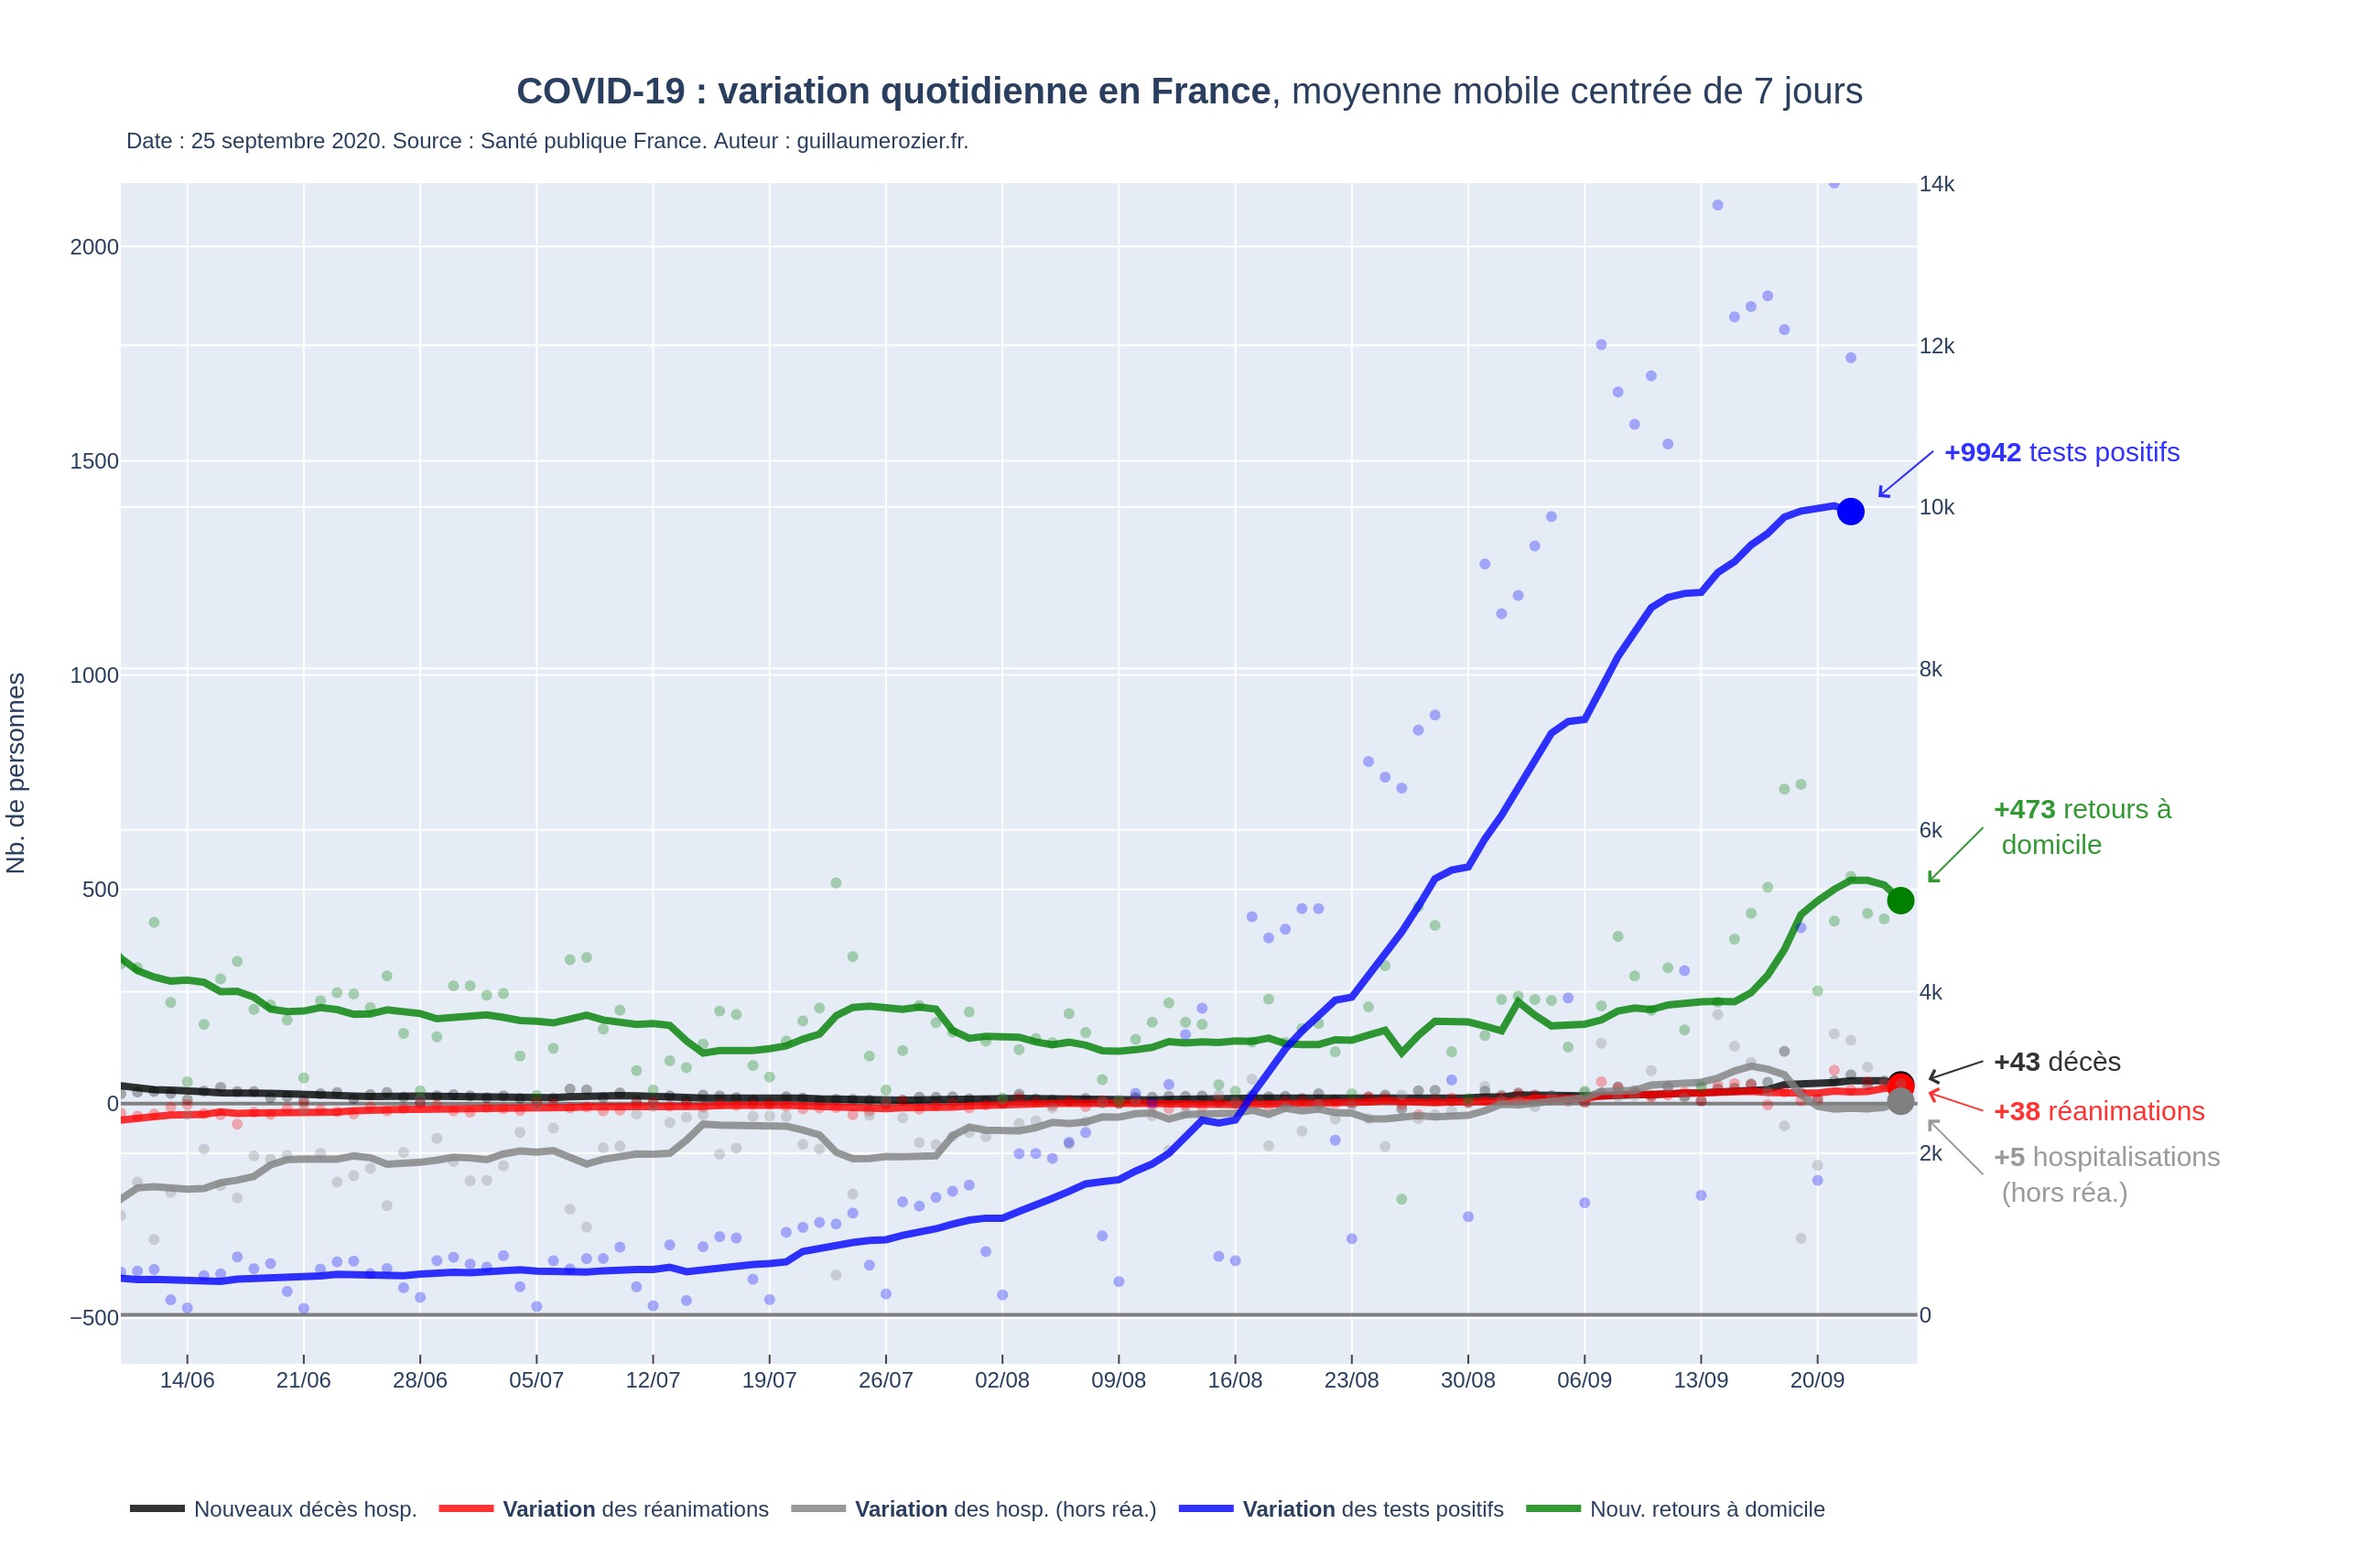 COVID-19 : variation quotidienne en France, moyenne mobile centrée de 7 jours
Date : 25 septembre 2020. Source : Santé publique France. Auteur : guillaumerozier.fr.
Nb. de personnes
2000
1500
1000
500
0
−500
14k
12k
10k
8k
6k
4k
2k
0
+9942 tests positifs
+473 retours à
domicile
+43 décès
+38 réanimations
+5 hospitalisations
(hors réa.)
14/06 21/06 28/06 05/07 12/07 19/07 26/07 02/08 09/08 16/08 23/08 30/08 06/09 13/09 20/09
Nouveaux décès hosp. Variation des réanimations Variation des hosp. (hors réa.) Variation des tests positifs Nouv. retours à domicile